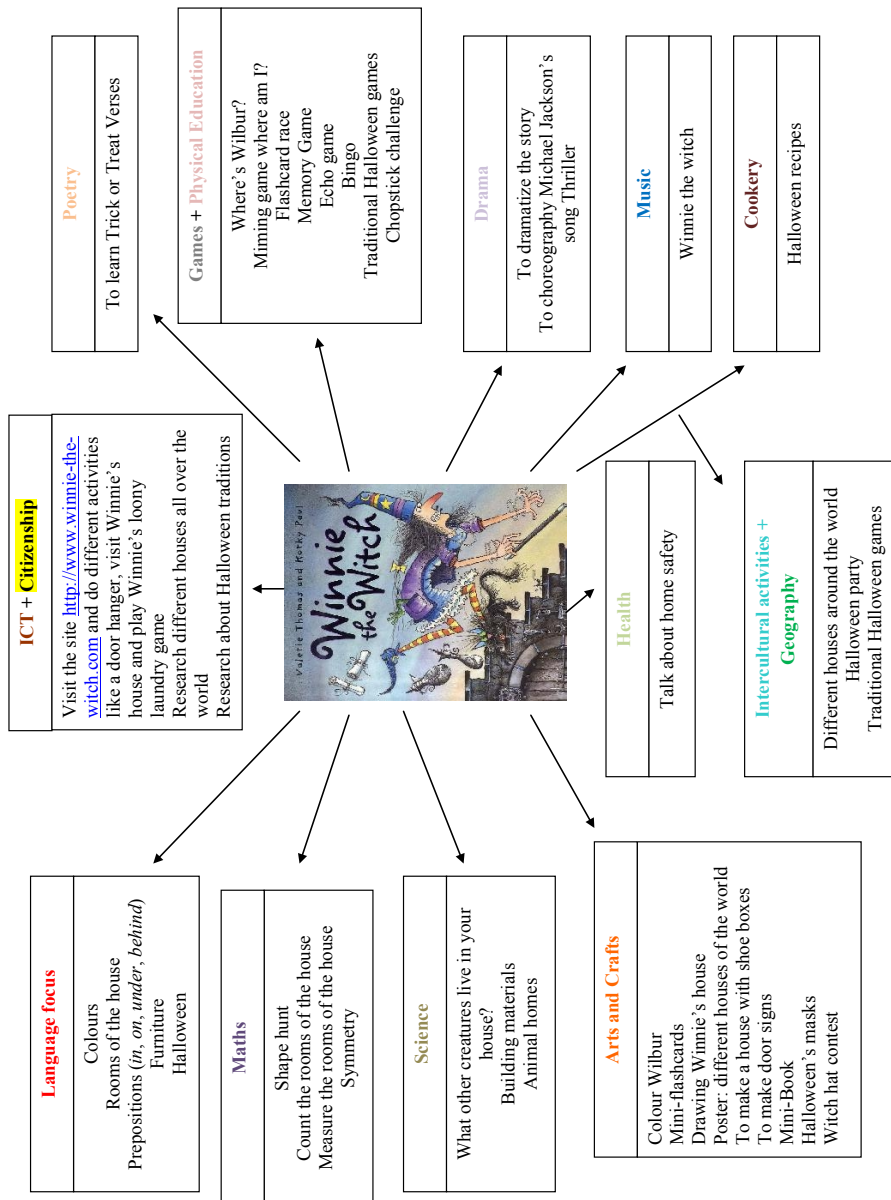 Language focus
Colours
Rooms of the house
Prepositions (in, on, under, behind)
Furniture
Halloween
ICT + Citizenship
Visit the site http://www.winnie-the-
witch.com and do different activities
like a door hanger, visit Winnie's
house and play Winnie's loony
laundry game
Research different houses all over the
world
Research about Halloween traditions
Poetry
To learn Trick or Treat Verses
Games + Physical Education
Where's Wilbur?
Miming game where am I?
Flashcard race
Memory Game
Echo game
Bingo
Traditional Halloween games
Chopstick challenge
Maths
Shape hunt
Count the rooms of the house
Measure the rooms of the house
Symmetry
Valerie Thomas and Korky Paul
Winnie
the Witch
Drama
To dramatize the story
To choreography Michael Jackson's
song Thriller
Science
What other creatures live in your
house?
Building materials
Animal homes
Music
Winnie the witch
Health
Talk about home safety
Cookery
Halloween recipes
Arts and Crafts
Colour Wilbur
Mini-flashcards
Drawing Winnie's house
Poster: different houses of the world
To make a house with shoe boxes
To make door signs
Mini-Book
Halloween's masks
Witch hat contest
Intercultural activities +
Geography
Different houses around the world
Halloween party
Traditional Halloween games